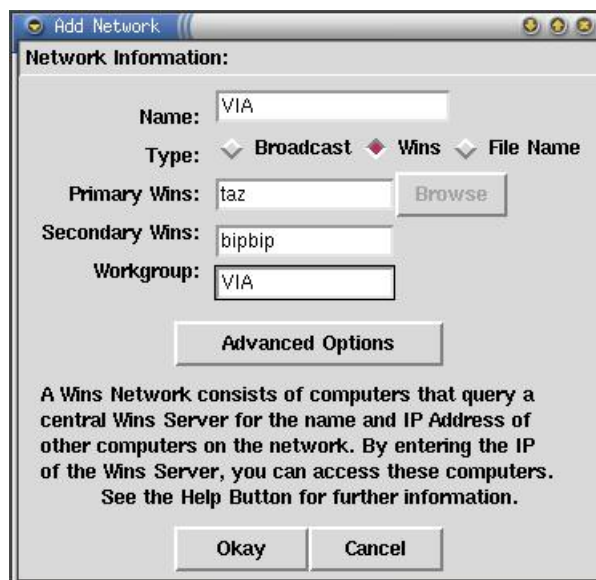 Add Network
Network Information:
Name: VIA
Type: Broadcast Wins File Name
Primary Wins: taz Browse
Secondary Wins: bipbip
Workgroup: VIA
Advanced Options
A Wins Network consists of computers that query a
central Wins Server for the name and IP Address of
other computers on the network. By entering the IP
of the Wins Server, you can access these computers.
See the Help Button for further information.
Okay Cancel